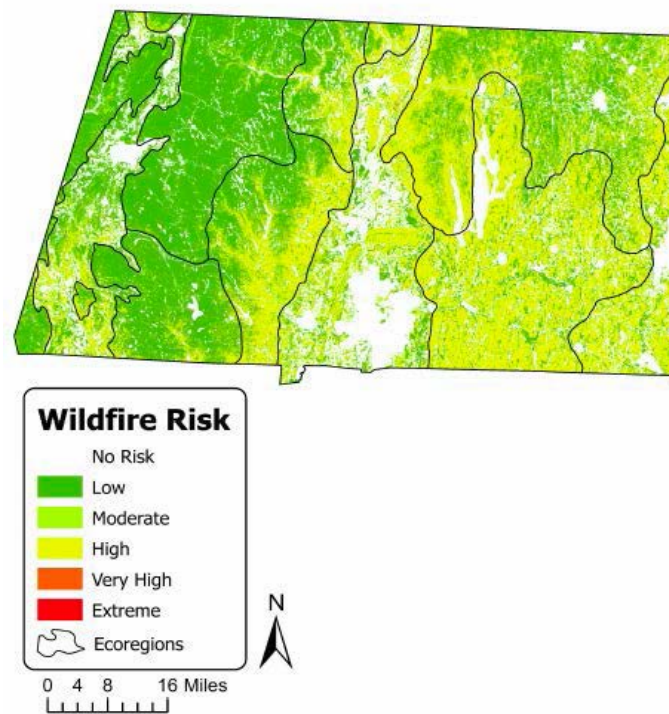 Wildfire Risk
No Risk
Low
Moderate
High
Very High
Extreme
Ecoregions
N
0 4 8 16 Miles